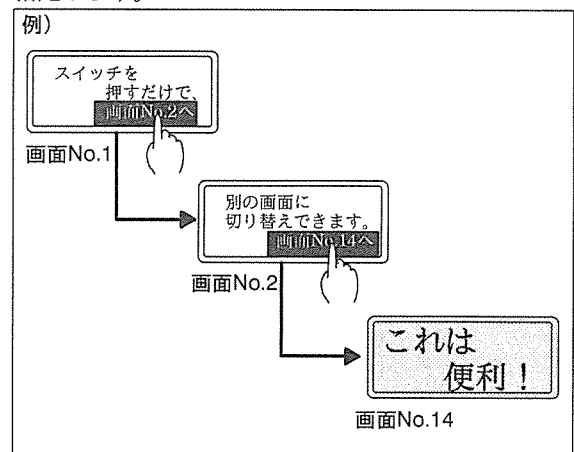 例）
スイッチを
押すだけで、
画面No.2へ
画面No.1
別の画面に
切り替えできます。
画面No.14へ
画面No.2
これは
便利！
画面No.14